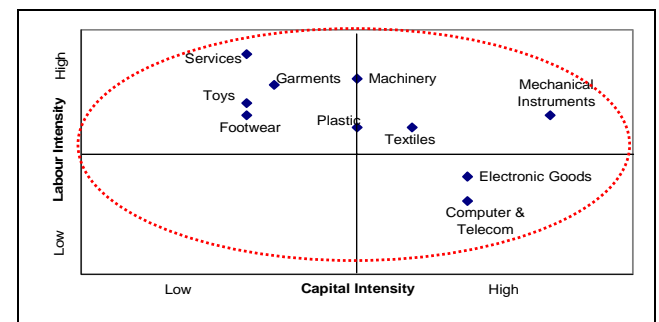 High
Labour Intensity
Low
Services
Garments
Machinery
Mechanical
Instruments
Toys
Footwear
Plastic
Textiles
Electronic Goods
Computer &
Telecom
Low
Capital Intensity
High